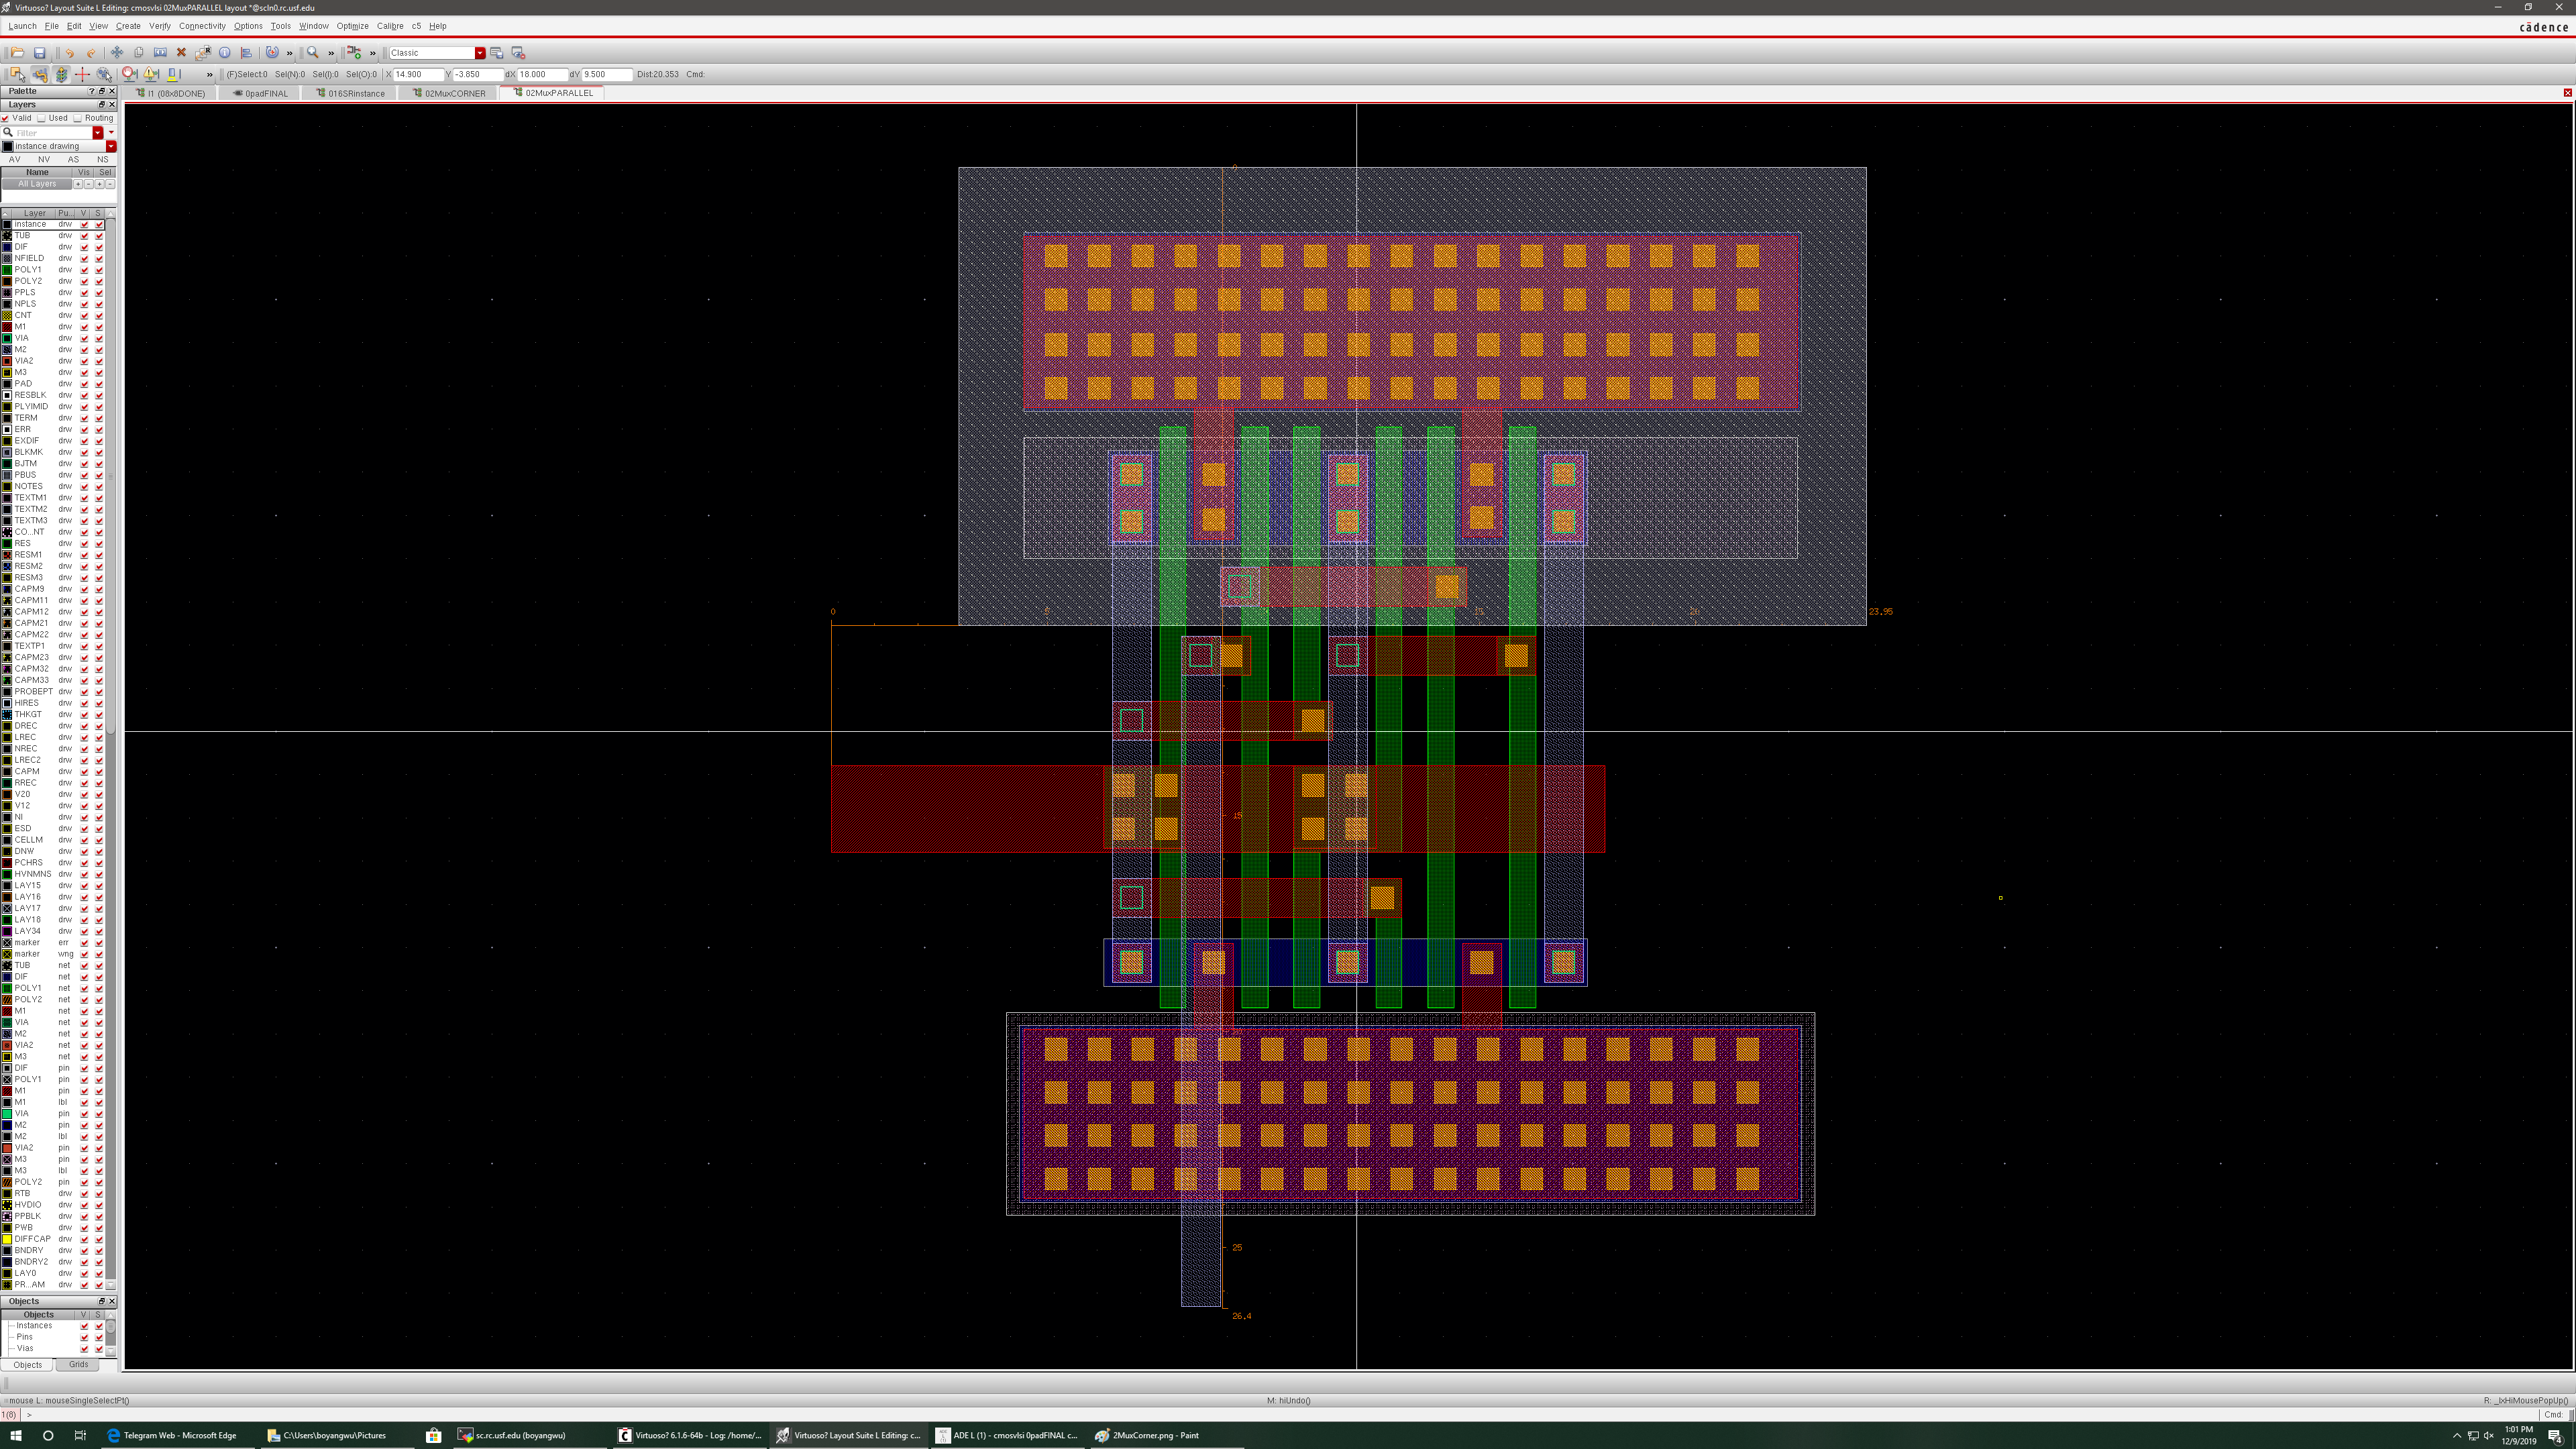 Virtuoso? Layout Suite L Editing: cmosvlsi 02MuxPARALLEL layout *@scln0.rc.usf.edu
Launch File Edit View Create Verify Connectivity Options Tools Window Optimize Calibre c5 Help
cādence
» » » Classic
» (F)Select:0 Sel(N):0 Sel(I):0 Sel(O):0 X 14.900 Y -3.850 dX 18.000 dY 9.500 Dist:20.353 Cmd:
I1 (08x8DONE) 0padFINAL 016SRinstance 02MuxCORNER 02MuxPARALLEL
Palette
Layers
Valid Used Routing
Filter
instance drawing
AV NV AS NS
Name Vis Sel
All Layers + - + -
Layer Pu... V S
instance drw
TUB drw
DIF drw
NFIELD drw
POLY1 drw
POLY2 drw
PPLS drw
NPLS drw
CNT drw
M1 drw
VIA drw
M2 drw
VIA2 drw
M3 drw
PAD drw
RESBLK drw
PLYIMID drw
TERM drw
ERR drw
EXDIF drw
BLKMK drw
BJTM drw
PBUS drw
NOTES drw
TEXTM1 drw
TEXTM2 drw
TEXTM3 drw
CO...NT drw
RES drw
RESM1 drw
RESM2 drw
RESM3 drw
CAPM9 drw
CAPM11 drw
CAPM12 drw
CAPM21 drw
CAPM22 drw
TEXTP1 drw
CAPM23 drw
CAPM32 drw
CAPM33 drw
PROBEPT drw
HIRES drw
THKGT drw
DREC drw
LREC drw
NREC drw
LREC2 drw
CAPM drw
RREC drw
V20 drw
V12 drw
NI drw
ESD drw
CELLM drw
DNW drw
PCHRS drw
HVNMNS drw
LAY15 drw
LAY16 drw
LAY17 drw
LAY18 drw
LAY34 drw
marker err
marker wng
TUB net
DIF net
POLY1 net
POLY2 net
M1 net
VIA net
M2 net
VIA2 net
M3 net
DIF pin
POLY1 pin
M1 pin
M1 lbl
VIA pin
M2 pin
M2 lbl
VIA2 pin
M3 pin
M3 lbl
POLY2 pin
RTB drw
HVDIO drw
PPBLK drw
PWB drw
DIFFCAP drw
BNDRY drw
BNDRY2 drw
LAY0 drw
PR...AM drw
Objects
Objects V S
Instances
Pins
Vias
Objects Grids
0
0 5 15 20 23.95
15
20
25
26.4
mouse L: mouseSingleSelectPt() M: hiUndo() R: _lxHiMousePopUp()
1(8) > Cmd:
Telegram Web - Microsoft Edge C:\Users\boyangwu\Pictures sc.rc.usf.edu (boyangwu) Virtuoso? 6.1.6-64b - Log: /home/... Virtuoso? Layout Suite L Editing: c... ADE L (1) - cmosvlsi 0padFINAL c... 2MuxCorner.png - Paint 1:01 PM
12/9/2019